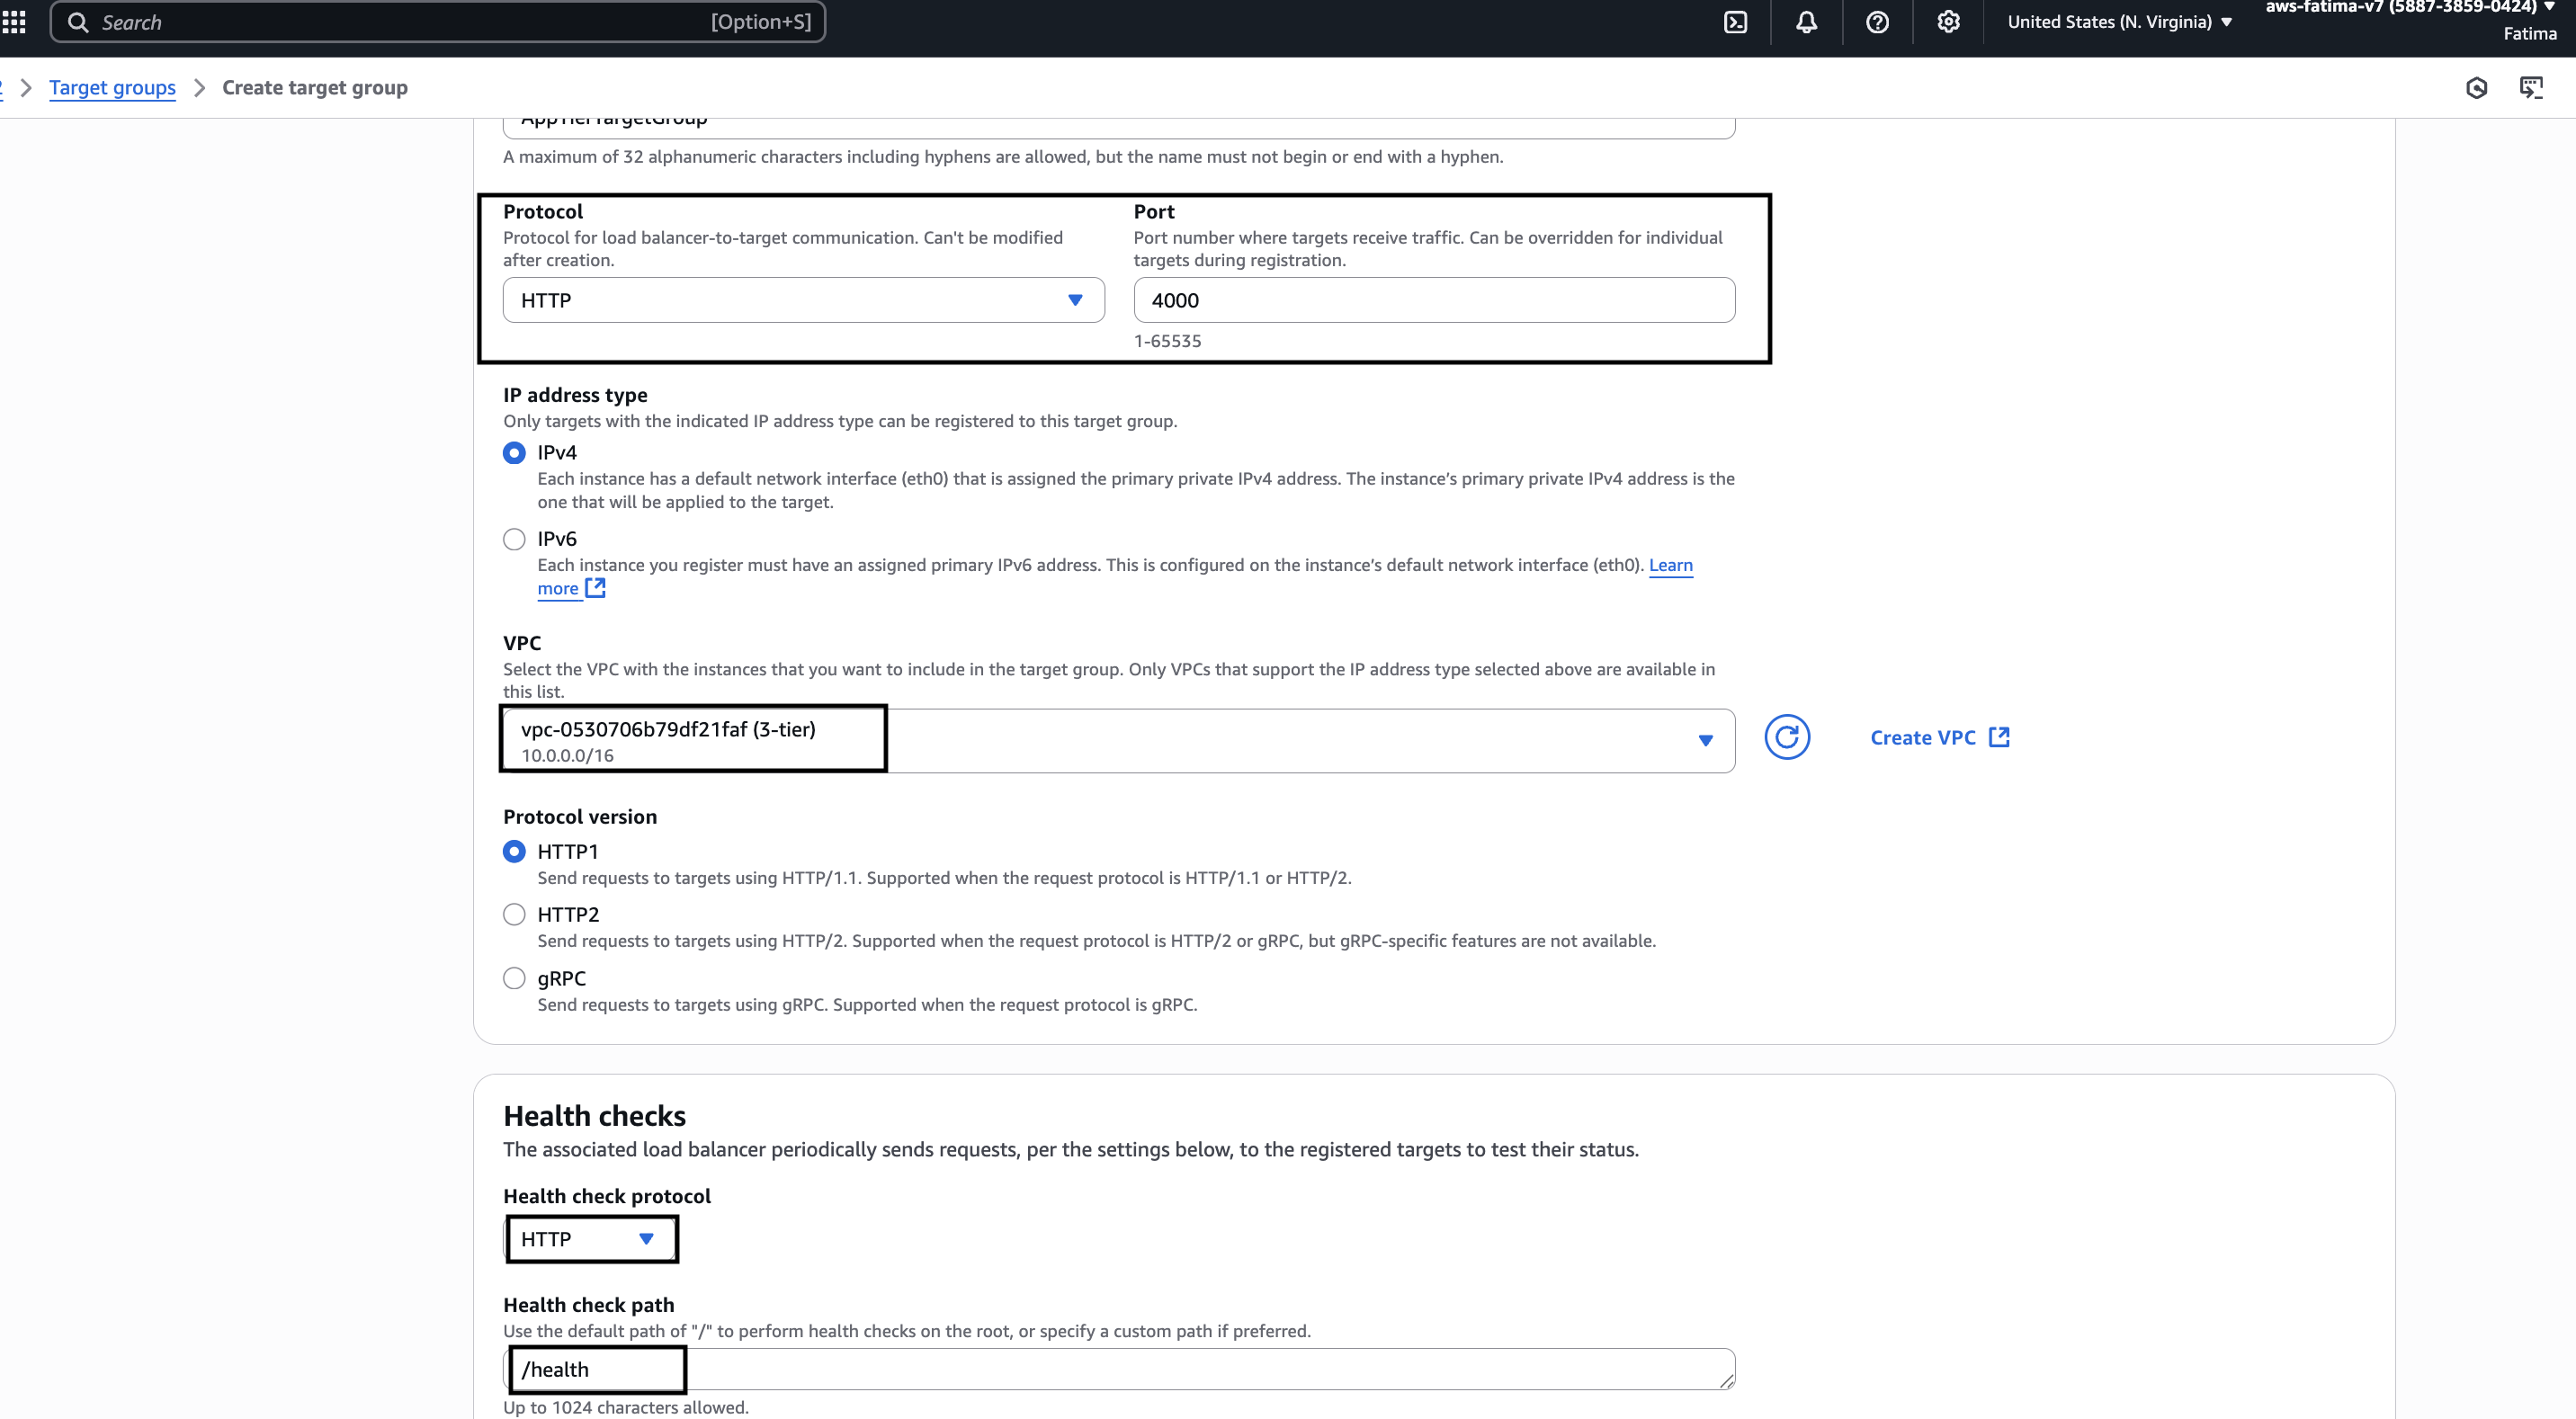 Search
[Option+S]
United States (N. Virginia)
aws-fatima-v7 (5887-3859-0424)
Fatima
Target groups
Create target group
AppTierTargetGroup
A maximum of 32 alphanumeric characters including hyphens are allowed, but the name must not begin or end with a hyphen.
Protocol
Protocol for load balancer-to-target communication. Can't be modified
after creation.
HTTP
Port
Port number where targets receive traffic. Can be overridden for individual
targets during registration.
4000
1-65535
IP address type
Only targets with the indicated IP address type can be registered to this target group.
IPv4
Each instance has a default network interface (eth0) that is assigned the primary private IPv4 address. The instance’s primary private IPv4 address is the
one that will be applied to the target.
IPv6
Each instance you register must have an assigned primary IPv6 address. This is configured on the instance’s default network interface (eth0). Learn
more
VPC
Select the VPC with the instances that you want to include in the target group. Only VPCs that support the IP address type selected above are available in
this list.
vpc-0530706b79df21faf (3-tier)
10.0.0.0/16
Create VPC
Protocol version
HTTP1
Send requests to targets using HTTP/1.1. Supported when the request protocol is HTTP/1.1 or HTTP/2.
HTTP2
Send requests to targets using HTTP/2. Supported when the request protocol is HTTP/2 or gRPC, but gRPC-specific features are not available.
gRPC
Send requests to targets using gRPC. Supported when the request protocol is gRPC.
Health checks
The associated load balancer periodically sends requests, per the settings below, to the registered targets to test their status.
Health check protocol
HTTP
Health check path
Use the default path of "/" to perform health checks on the root, or specify a custom path if preferred.
/health
Up to 1024 characters allowed.